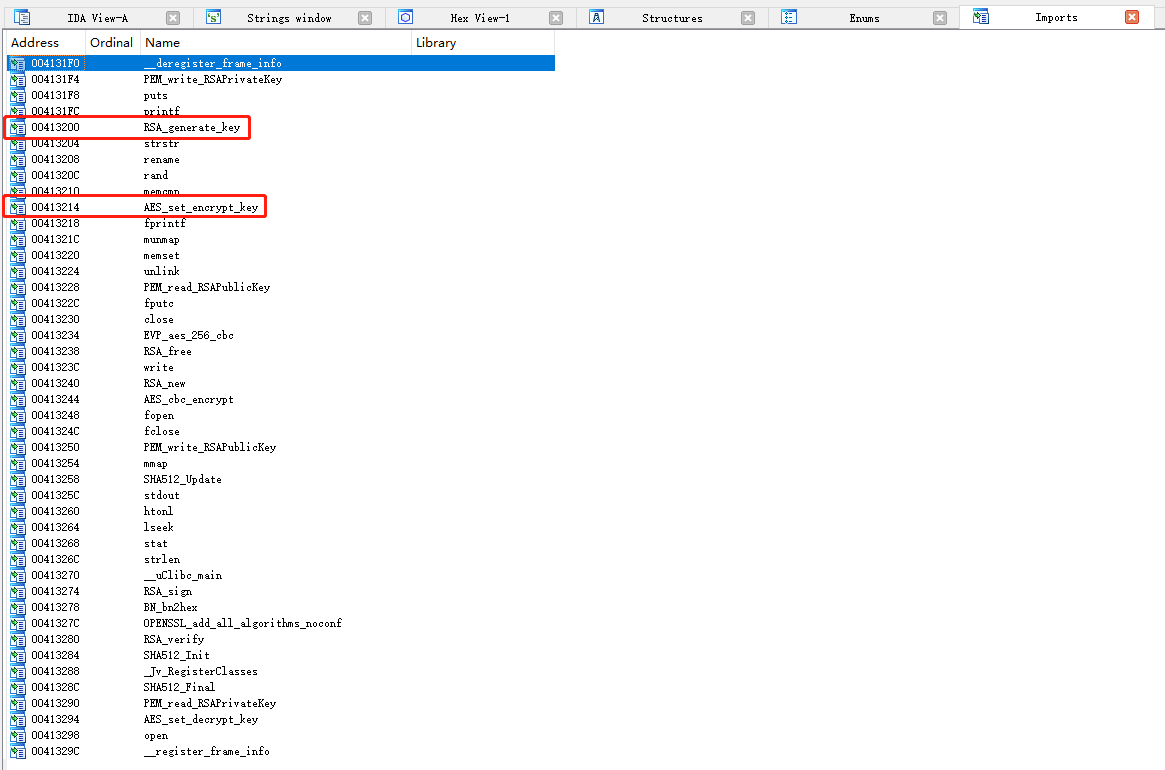 IDA View-A Strings window Hex View-1 Structures Enums Imports
Address Ordinal Name Library
004131F0 __deregister_frame_info
004131F4 PEM_write_RSAPrivateKey
004131F8 puts
004131FC printf
00413200 RSA_generate_key
00413204 strstr
00413208 rename
0041320C rand
00413210 memcmp
00413214 AES_set_encrypt_key
00413218 fprintf
0041321C munmap
00413220 memset
00413224 unlink
00413228 PEM_read_RSAPublicKey
0041322C fputc
00413230 close
00413234 EVP_aes_256_cbc
00413238 RSA_free
0041323C write
00413240 RSA_new
00413244 AES_cbc_encrypt
00413248 fopen
0041324C fclose
00413250 PEM_write_RSAPublicKey
00413254 mmap
00413258 SHA512_Update
0041325C stdout
00413260 htonl
00413264 lseek
00413268 stat
0041326C strlen
00413270 __uClibc_main
00413274 RSA_sign
00413278 BN_bn2hex
0041327C OPENSSL_add_all_algorithms_noconf
00413280 RSA_verify
00413284 SHA512_Init
00413288 _Jv_RegisterClasses
0041328C SHA512_Final
00413290 PEM_read_RSAPrivateKey
00413294 AES_set_decrypt_key
00413298 open
0041329C __register_frame_info